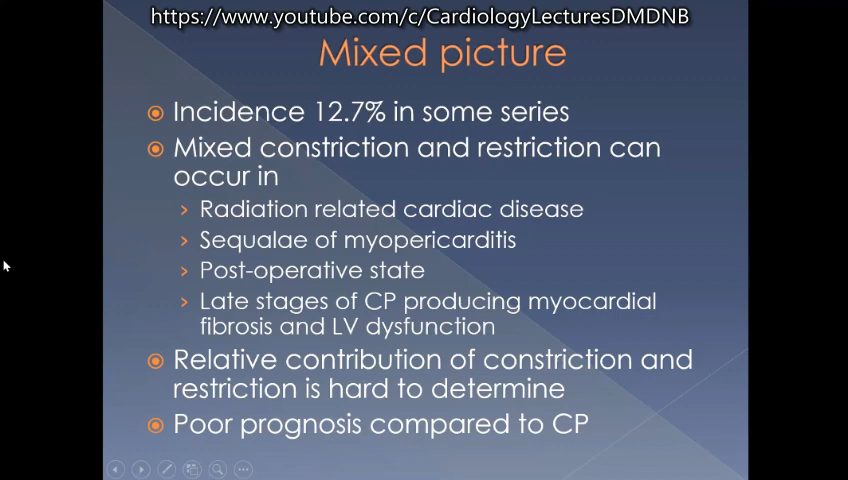 https://www.youtube.com/c/CardiologyLecturesDMDNB
Mixed picture
Incidence 12.7% in some series
Mixed constriction and restriction can
occur in
Radiation related cardiac disease
Sequalae of myopericarditis
Post-operative state
Late stages of CP producing myocardial
fibrosis and LV dysfunction
Relative contribution of constriction and
restriction is hard to determine
Poor prognosis compared to CP